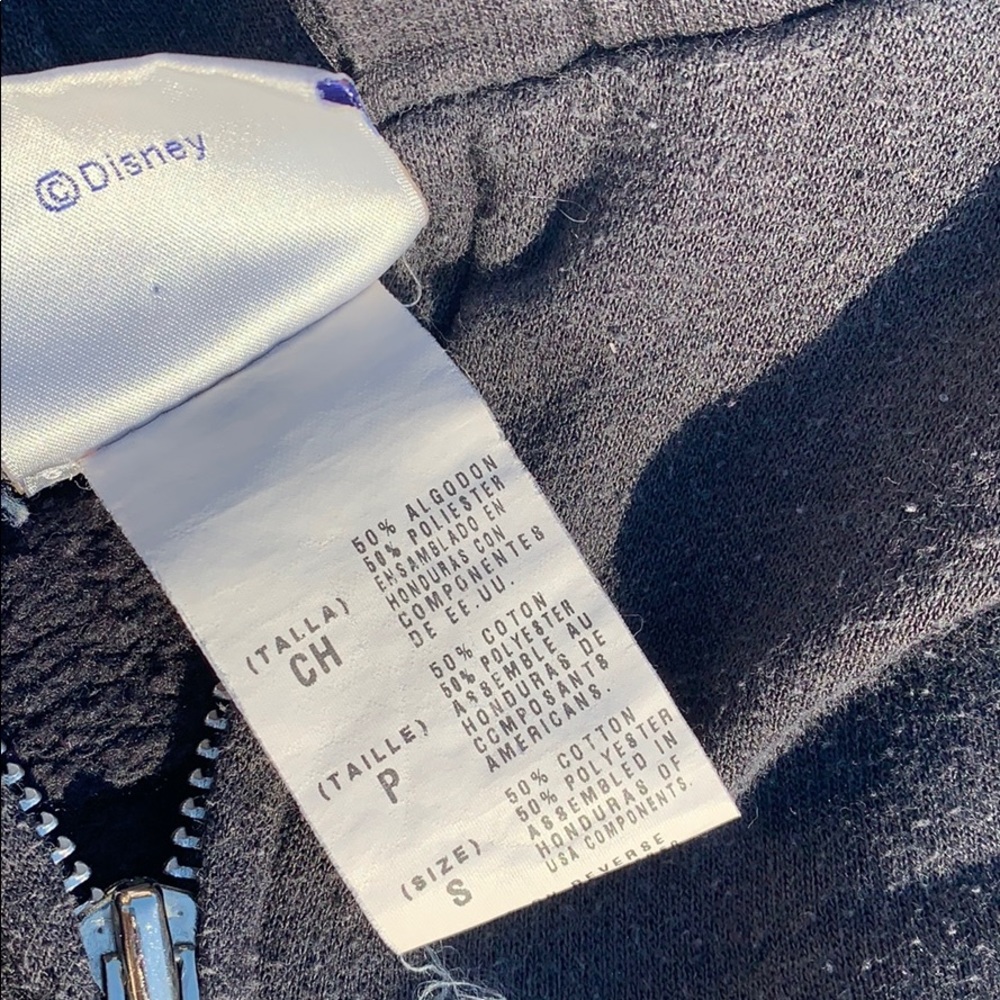 ©Disney
50% ALGODON
50% POLIESTER
ENSAMBLADO EN
HONDURAS CON
COMPONENTES
DE EE.UU.
(TALLA)
CH
50% COTON
50% POLYESTER
ASSEMBLE AU
HONDURAS DE
COMPOSANTS
AMERICANS.
(TAILLE)
P
50% COTTON
50% POLYESTER
ASSEMBLED IN
HONDURAS OF
USA COMPONENTS.
(SIZE)
S
REVERSE